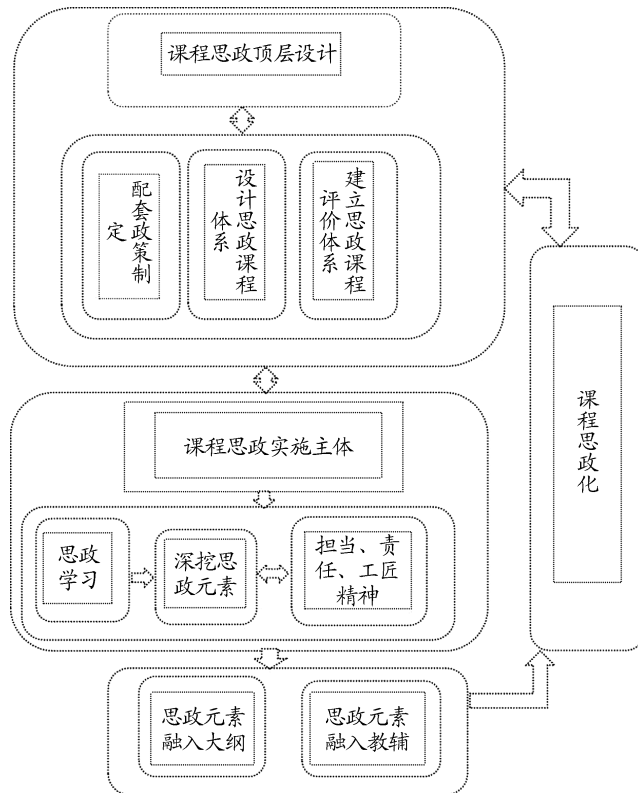 课程思政顶层设计
配套政策制
定
设计思政课程
体系
建立思政课程
评价体系
课程思政实施主体
思政
学习
深挖思
政元素
担当、责
任、工匠
精神
思政元素
融入大纲
思政元素
融入教辅
课程思政化